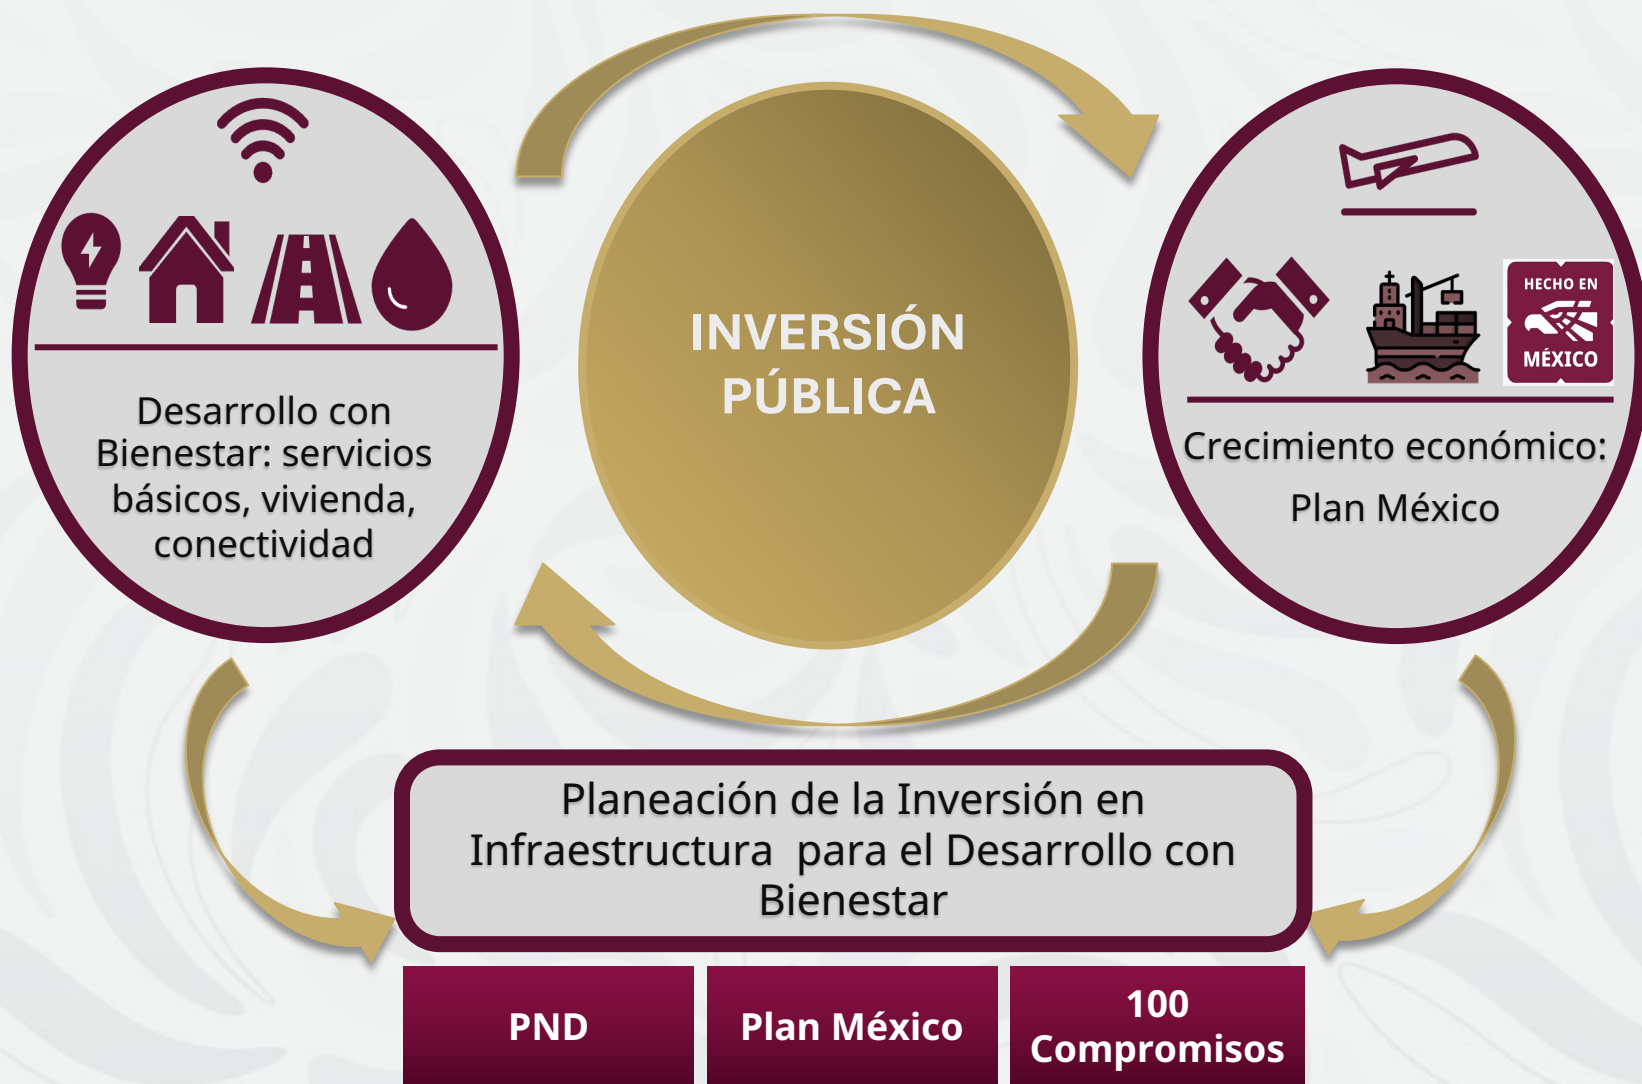 INVERSIÓN
PÚBLICA
Desarrollo con
Bienestar: servicios
básicos, vivienda,
conectividad
HECHO EN
MÉXICO
Crecimiento económico:
Plan México
Planeación de la Inversión en
Infraestructura para el Desarrollo con
Bienestar
PND
Plan México
100
Compromisos